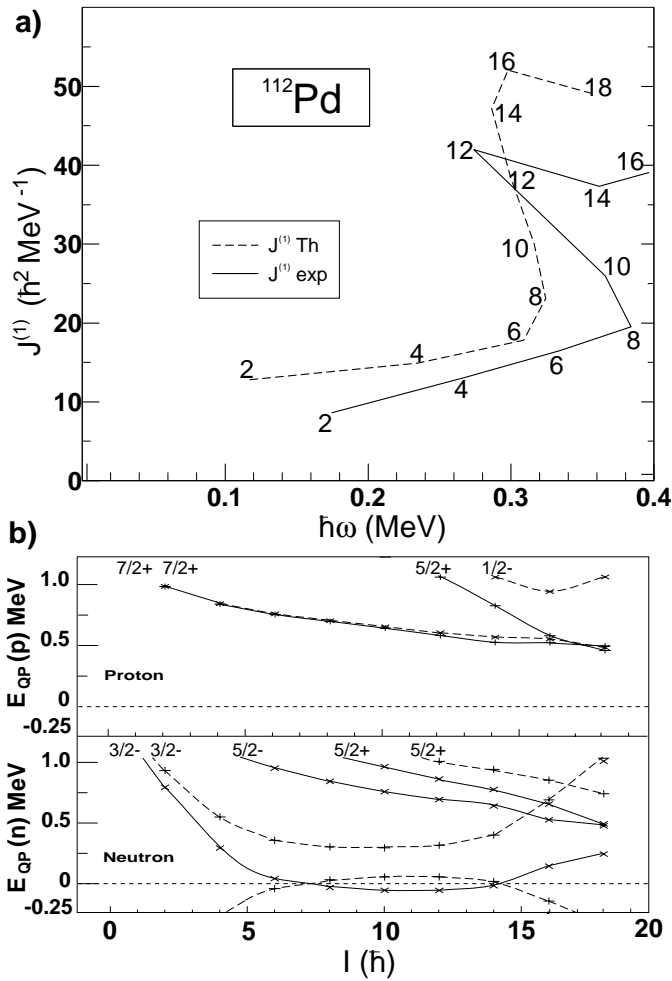 a)
50
40
30
20
10
0
J⁽¹⁾ (ħ² MeV⁻¹)
¹¹²Pd
J⁽¹⁾ Th
J⁽¹⁾ exp
16
18
14
12
12
16
14
10
10
8
8
6
6
4
4
2
2
0
0.1
0.2
0.3
0.4
ħω (MeV)
b)
7/2+ 7/2+ 5/2+ 1/2-
1.0
0.5
0
-0.25
E QP (p) MeV
Proton
3/2- 3/2- 5/2- 5/2+ 5/2+
1.0
0.5
0
-0.25
E QP (n) MeV
Neutron
0 5 10 15 20
I (ħ)